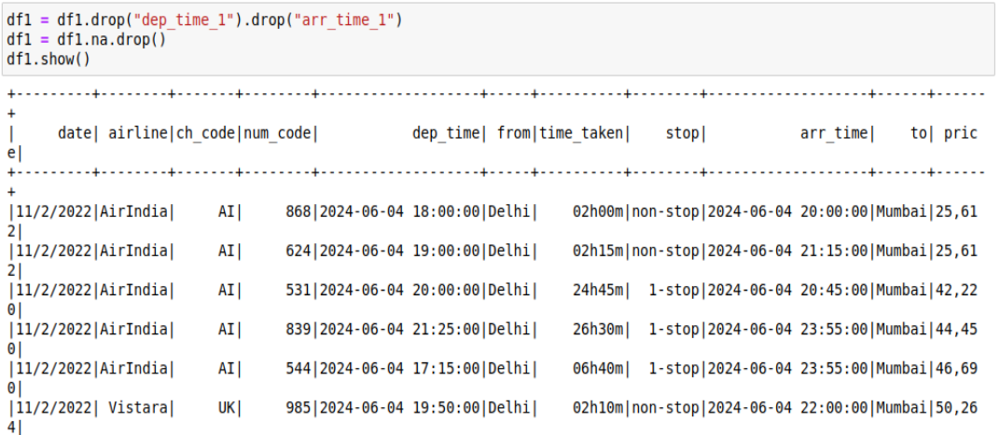 df1 = df1.drop("dep_time_1").drop("arr_time_1")
df1 = df1.na.drop()
df1.show()
+---------+--------+-------+--------+-------------------+-----+----------+--------+-------------------+------+------
+
|     date| airline|ch_code|num_code|           dep_time| from|time_taken|    stop|           arr_time|    to| pric
e|
+---------+--------+-------+--------+-------------------+-----+----------+--------+-------------------+------+------
+
|11/2/2022|AirIndia|     AI|     868|2024-06-04 18:00:00|Delhi|    02h00m|non-stop|2024-06-04 20:00:00|Mumbai|25,61
2|
|11/2/2022|AirIndia|     AI|     624|2024-06-04 19:00:00|Delhi|    02h15m|non-stop|2024-06-04 21:15:00|Mumbai|25,61
2|
|11/2/2022|AirIndia|     AI|     531|2024-06-04 20:00:00|Delhi|    24h45m|  1-stop|2024-06-04 20:45:00|Mumbai|42,22
0|
|11/2/2022|AirIndia|     AI|     839|2024-06-04 21:25:00|Delhi|    26h30m|  1-stop|2024-06-04 23:55:00|Mumbai|44,45
0|
|11/2/2022|AirIndia|     AI|     544|2024-06-04 17:15:00|Delhi|    06h40m|  1-stop|2024-06-04 23:55:00|Mumbai|46,69
0|
|11/2/2022| Vistara|     UK|     985|2024-06-04 19:50:00|Delhi|    02h10m|non-stop|2024-06-04 22:00:00|Mumbai|50,26
4|